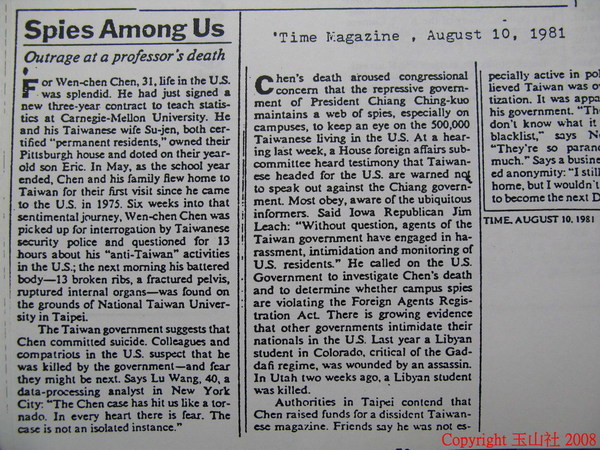 Spies Among Us
Outrage at a professor's death
'Time Magazine , August 10, 1981
For Wen-chen Chen, 31, life in the U.S.
was splendid. He had just signed a
new three-year contract to teach statis-
tics at Carnegie-Mellon University. He
and his Taiwanese wife Su-jen, both cer-
tified "permanent residents," owned their
Pittsburgh house and doted on their year-
old son Eric. In May, as the school year
ended, Chen and his family flew home to
Taiwan for their first visit since he came
to the U.S. in 1975. Six weeks into that
sentimental journey, Wen-chen Chen was
picked up for interrogation by Taiwanese
security police and questioned for 13
hours about his "anti-Taiwan" activities
in the U.S.; the next morning his battered
body—13 broken ribs, a fractured pelvis,
ruptured internal organs—was found on
the grounds of National Taiwan Univer-
sity in Taipei.
The Taiwan government suggests that
Chen committed suicide. Colleagues and
compatriots in the U.S. suspect that he
was killed by the government—and fear
they might be next. Says Lu Wang, 40, a
data-processing analyst in New York
City: "The Chen case has hit us like a tor-
nado. In every heart there is fear. The
case is not an isolated instance."
Chen's death aroused congressional
concern that the repressive govern-
ment of President Chiang Ching-kuo
maintains a web of spies, especially on
campuses, to keep an eye on the 500,000
Taiwanese living in the U.S. At a hear-
ing last week, a House foreign affairs sub-
committee heard testimony that Taiwan-
ese headed for the U.S. are warned not
to speak out against the Chiang govern-
ment. Most obey, aware of the ubiquitous
informers. Said Iowa Republican Jim
Leach: "Without question, agents of the
Taiwan government have engaged in ha-
rassment, intimidation and monitoring of
U.S. residents." He called on the U.S.
Government to investigate Chen's death
and to determine whether campus spies
are violating the Foreign Agents Regis-
tration Act. There is growing evidence
that other governments intimidate their
nationals in the U.S. Last year a Libyan
student in Colorado, critical of the Gad-
dafi regime, was wounded by an assassin.
In Utah two weeks ago, a Libyan student
was killed.
Authorities in Taipei contend that
Chen raised funds for a dissident Taiwan-
ese magazine. Friends say he was not es-
pecially active in pol
lieved Taiwan was ov
tization. It was appa
his government. "Th
don't know what it
blacklist," says N
"They're so paran
much." Says a busine
ed anonymity: "I still
home, but I wouldn't
to become the next D
TIME, AUGUST 10, 1981
Copyright 玉山社 2008